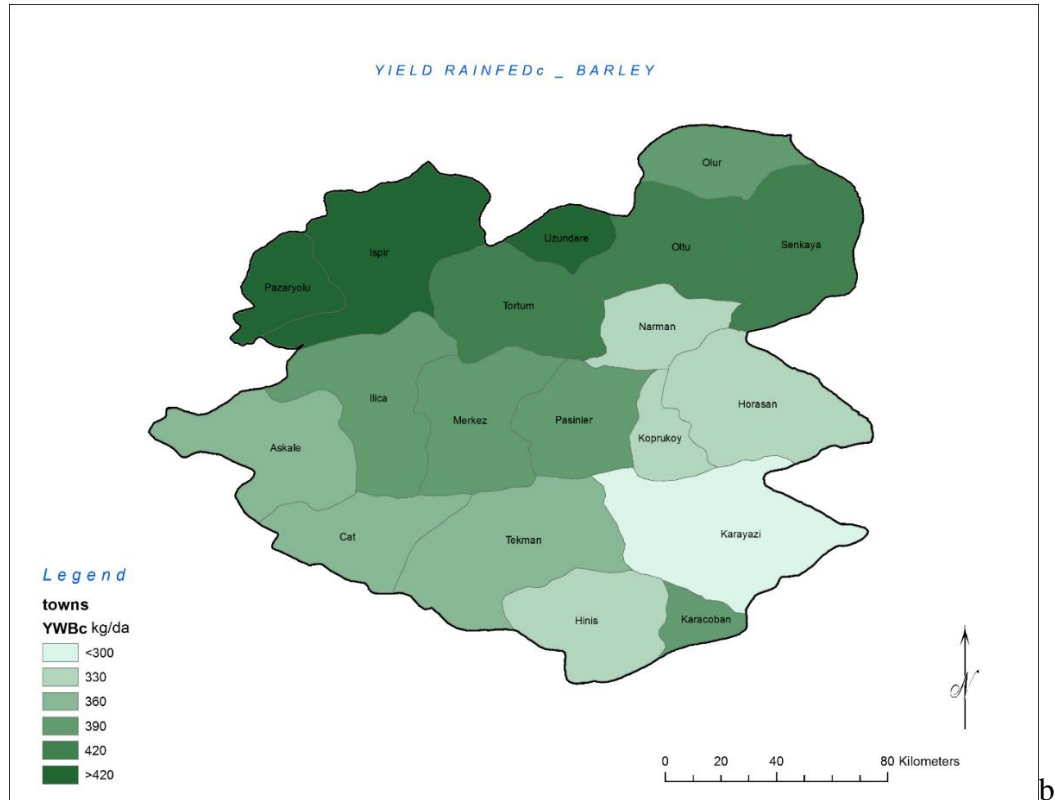 YIELD RAINFEDc _ BARLEY
Olur
Ispir
Uzundere
Oltu
Senkaya
Pazaryolu
Tortum
Narman
Ilica
Merkez
Pasinler
Koprukoy
Horasan
Askale
Cat
Tekman
Karayazi
Hinis
Karacoban
Legend
towns
YWBc kg/da
<300
330
360
390
420
>420
N
0 20 40 80 Kilometers
b